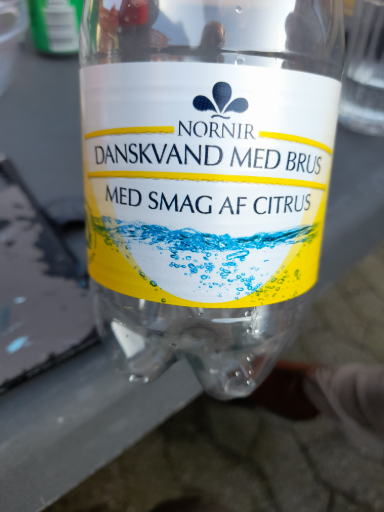 NORNIR
DANSKVAND MED BRUS
MED SMAG AF CITRUS